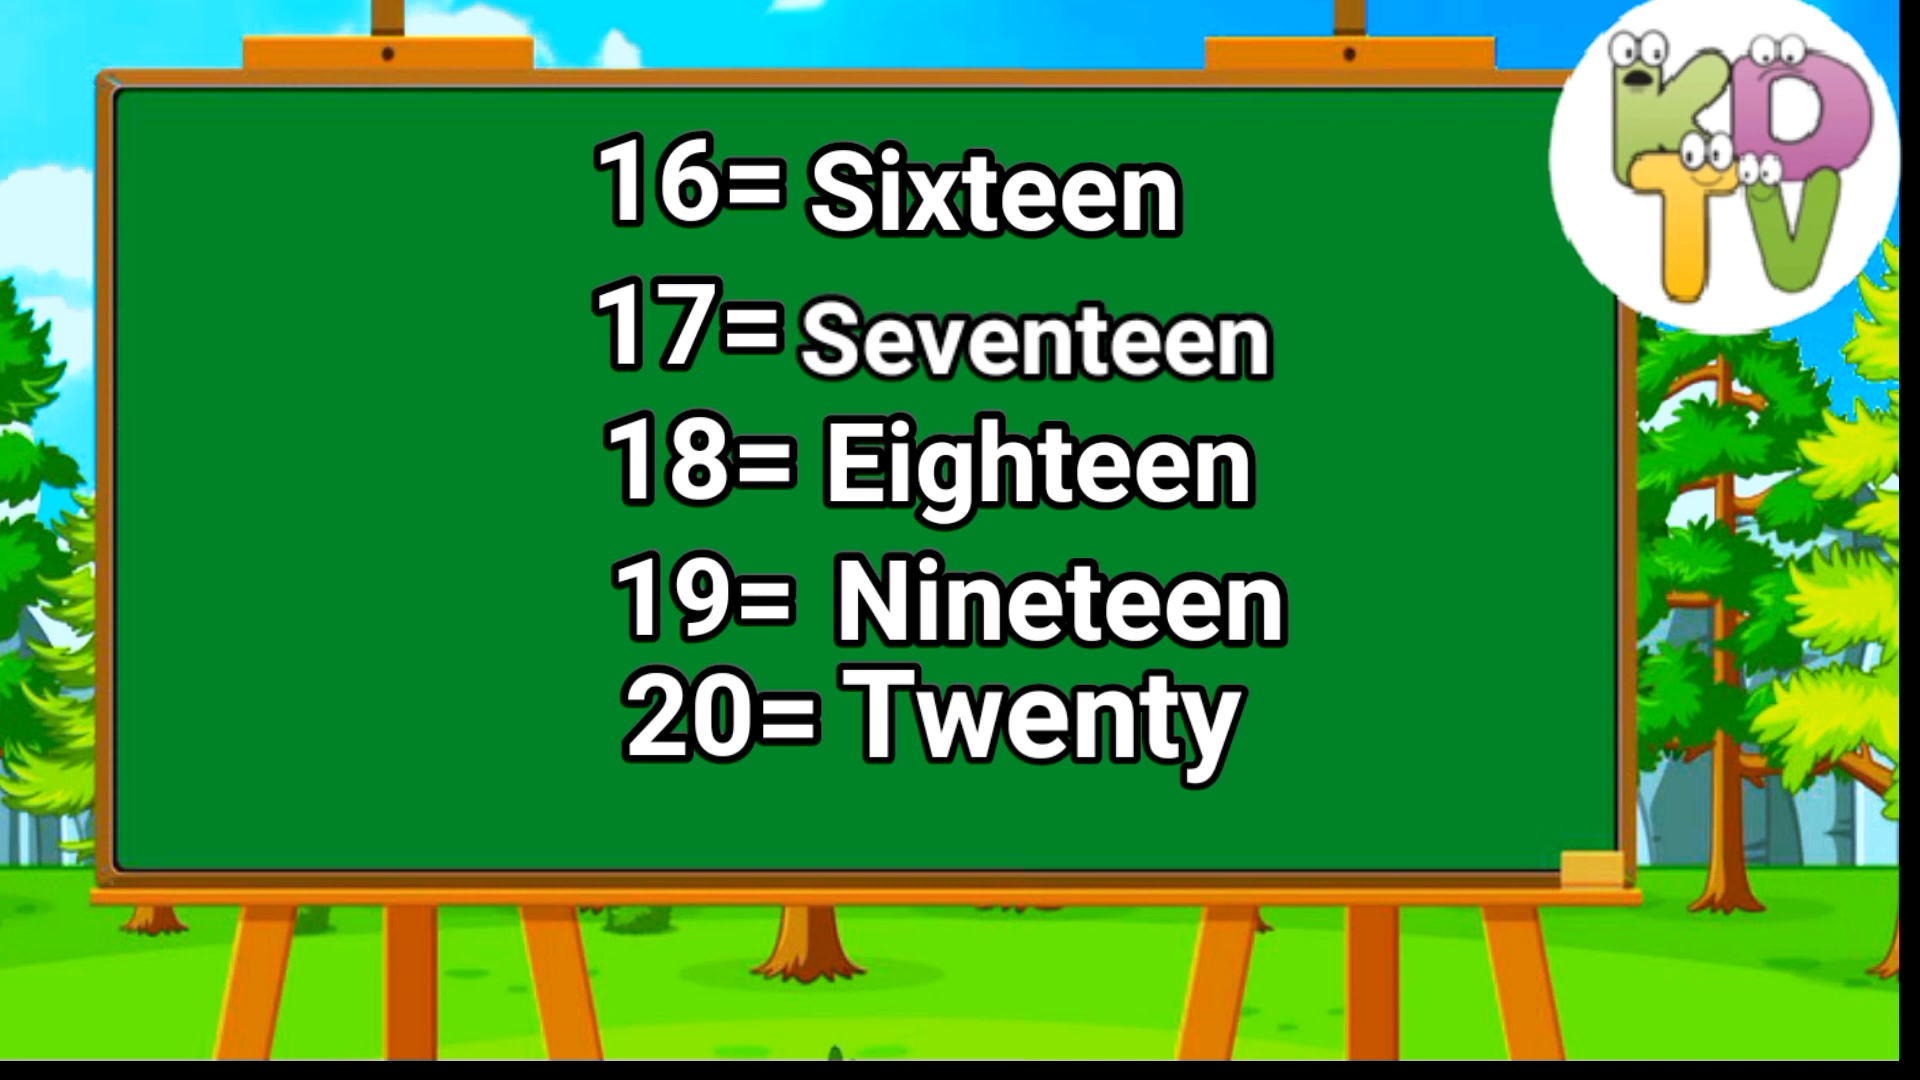 KD
TV
16= Sixteen
17= Seventeen
18= Eighteen
19= Nineteen
20= Twenty